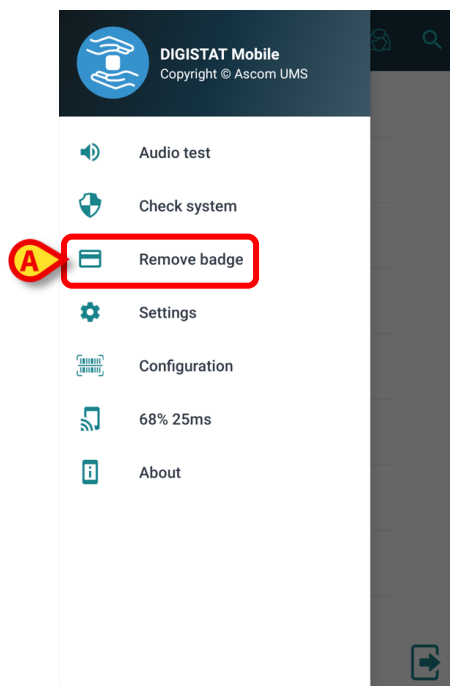 DIGISTAT Mobile
Copyright © Ascom UMS
Audio test
Check system
A
Remove badge
Settings
Configuration
68% 25ms
About